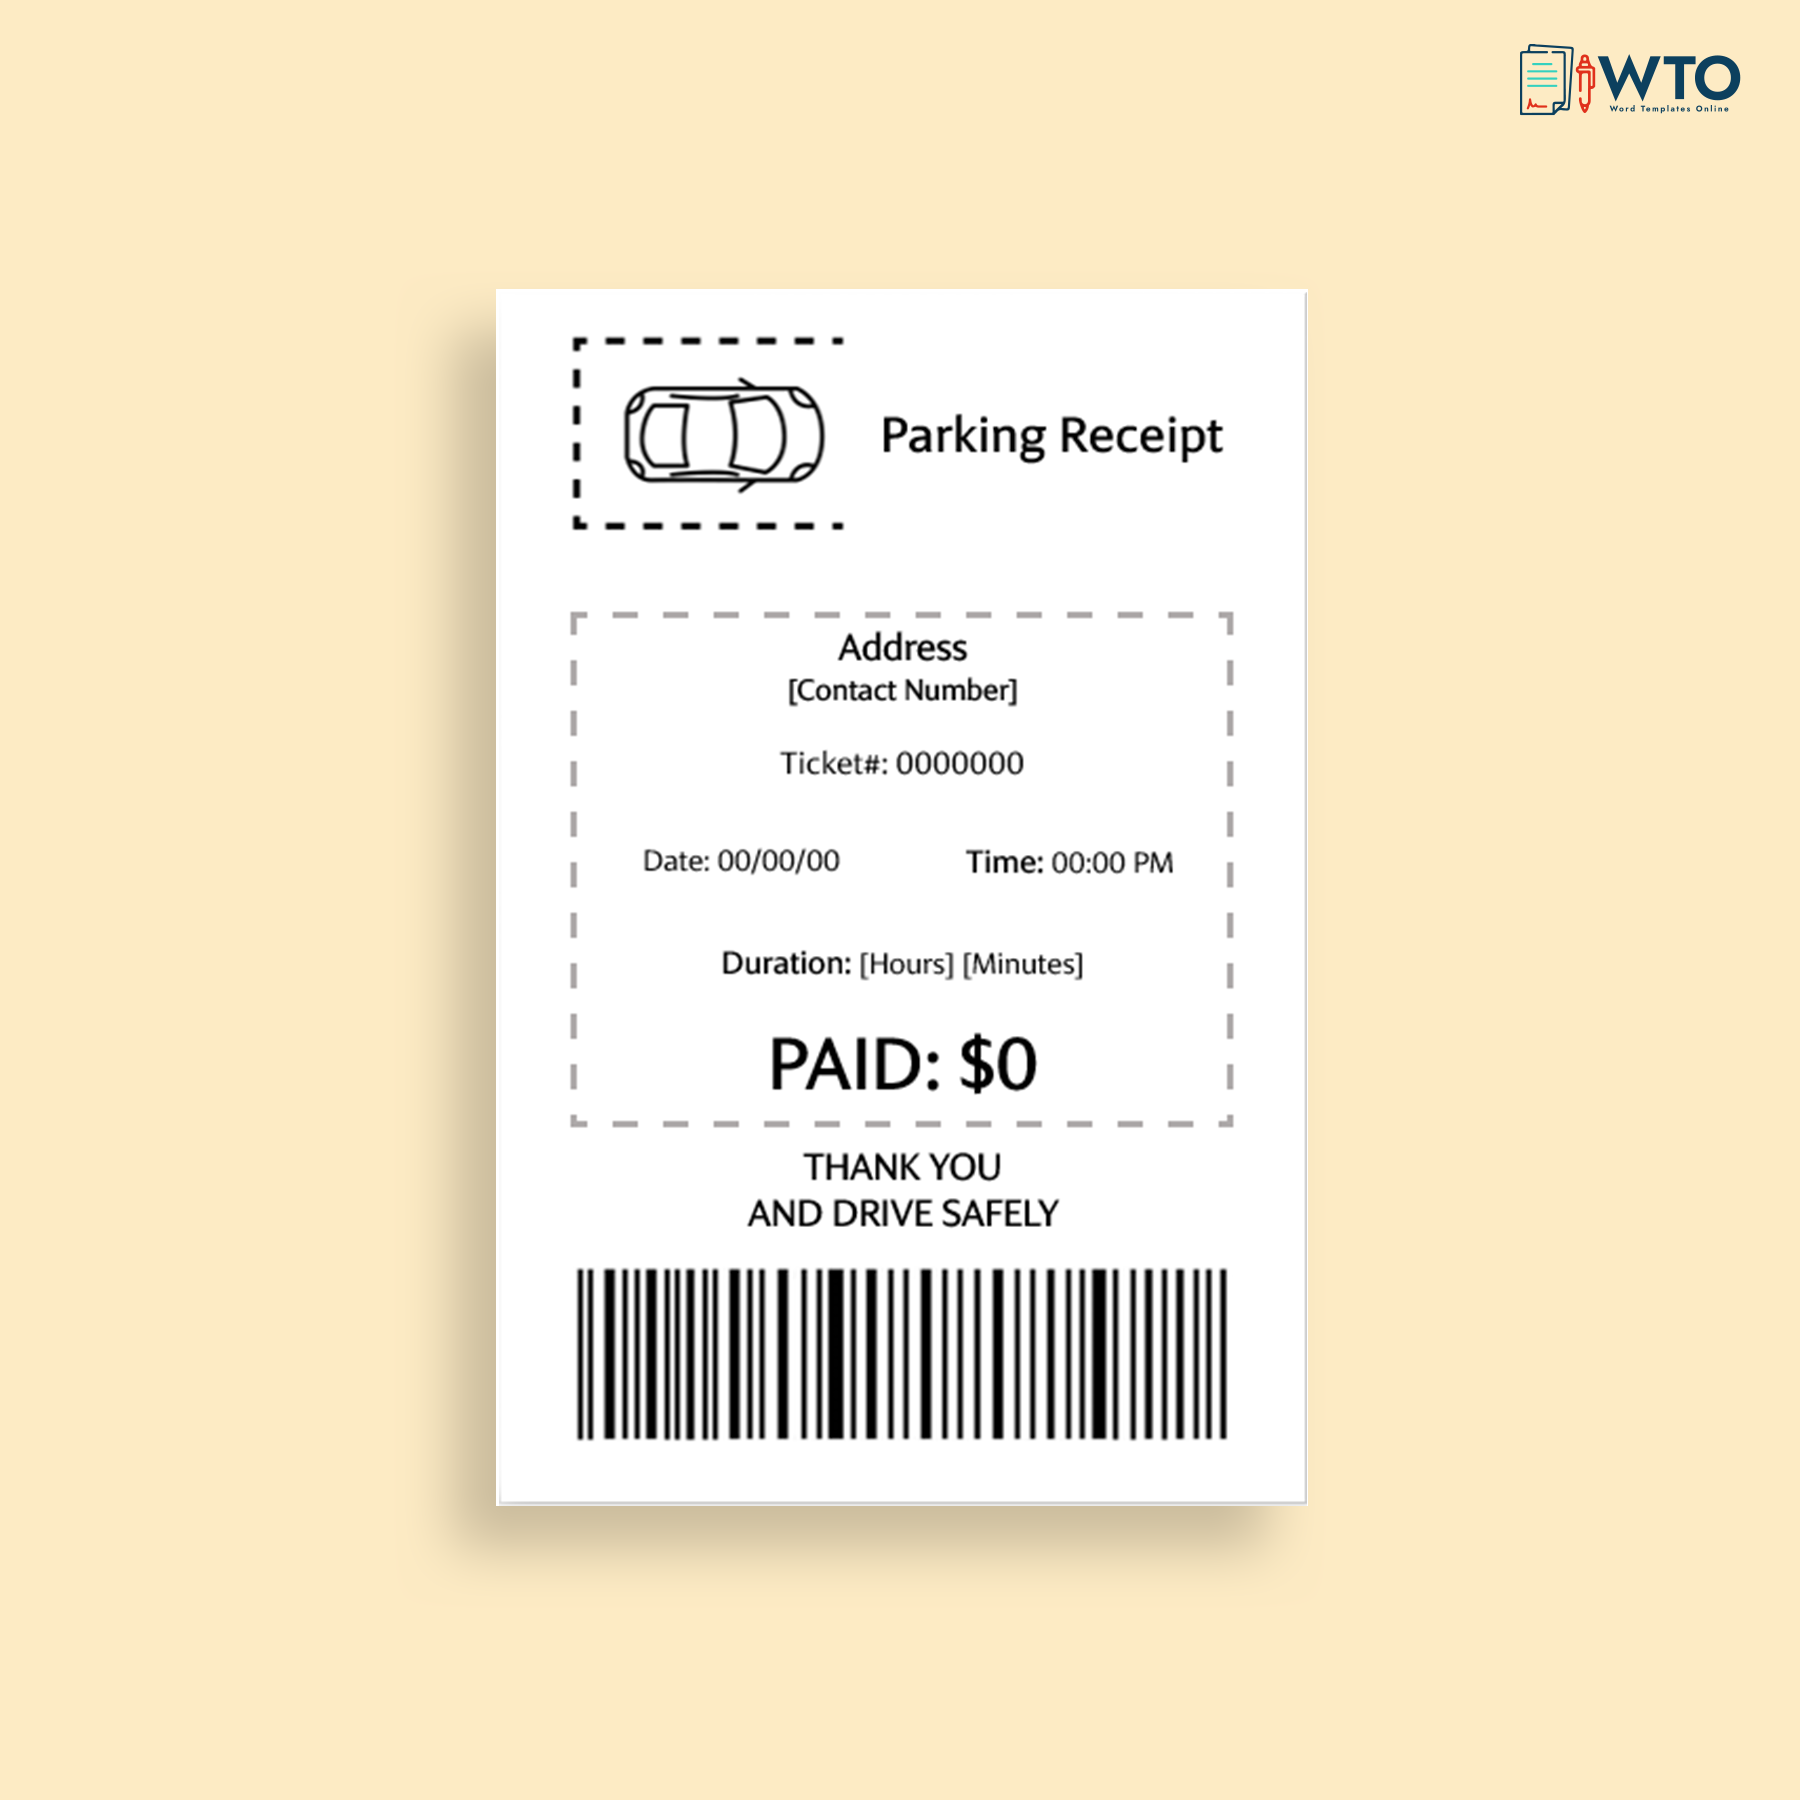 WTO
Word Templates Online
Parking Receipt
Address
[Contact Number]
Ticket#: 0000000
Date: 00/00/00 Time: 00:00 PM
Duration: [Hours] [Minutes]
PAID: $0
THANK YOU
AND DRIVE SAFELY